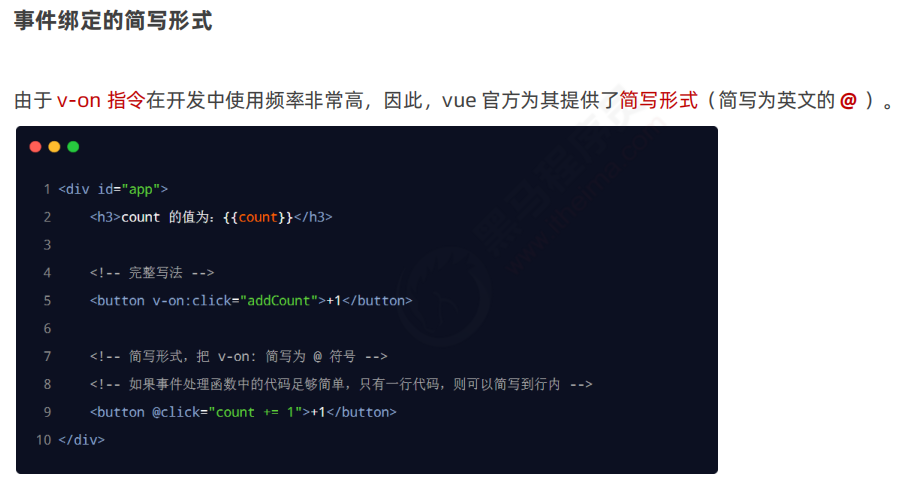 事件绑定的简写形式
由于 v-on 指令在开发中使用频率非常高，因此，vue 官方为其提供了简写形式（简写为英文的 @ ）。
1 <div id="app">
2     <h3>count 的值为：{{count}}</h3>
3
4     <!-- 完整写法 -->
5     <button v-on:click="addCount">+1</button>
6
7     <!-- 简写形式，把 v-on: 简写为 @ 符号 -->
8     <!-- 如果事件处理函数中的代码足够简单，只有一行代码，则可以简写到行内 -->
9     <button @click="count += 1">+1</button>
10 </div>